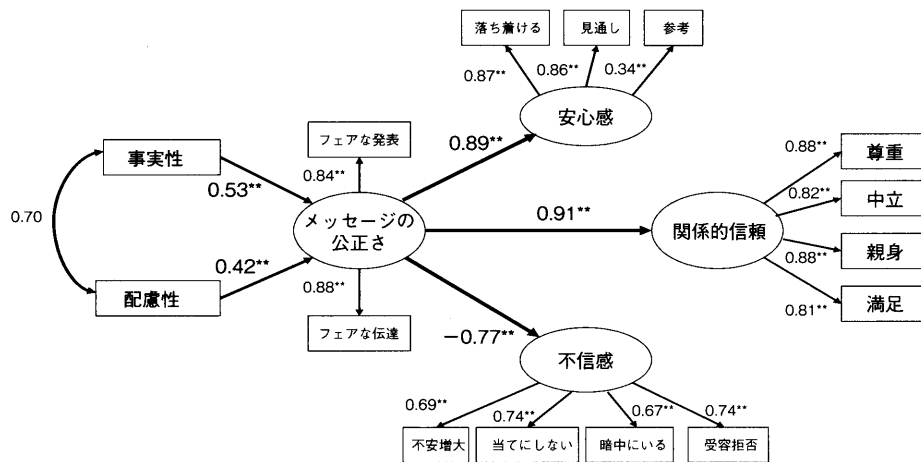 落ち着ける
見通し
参考
0.87**
0.86**
0.34**
安心感
フェアな発表
0.89**
尊重
事実性
0.84**
0.88**
0.53**
中立
0.82**
0.70
メッセージの
公正さ
0.91**
関係的信頼
親身
0.42**
0.88**
配慮性
0.88**
満足
0.81**
フェアな伝達
−0.77**
不信感
0.69**
0.74**
0.67**
0.74**
不安増大
当てにしない
暗中にいる
受容拒否